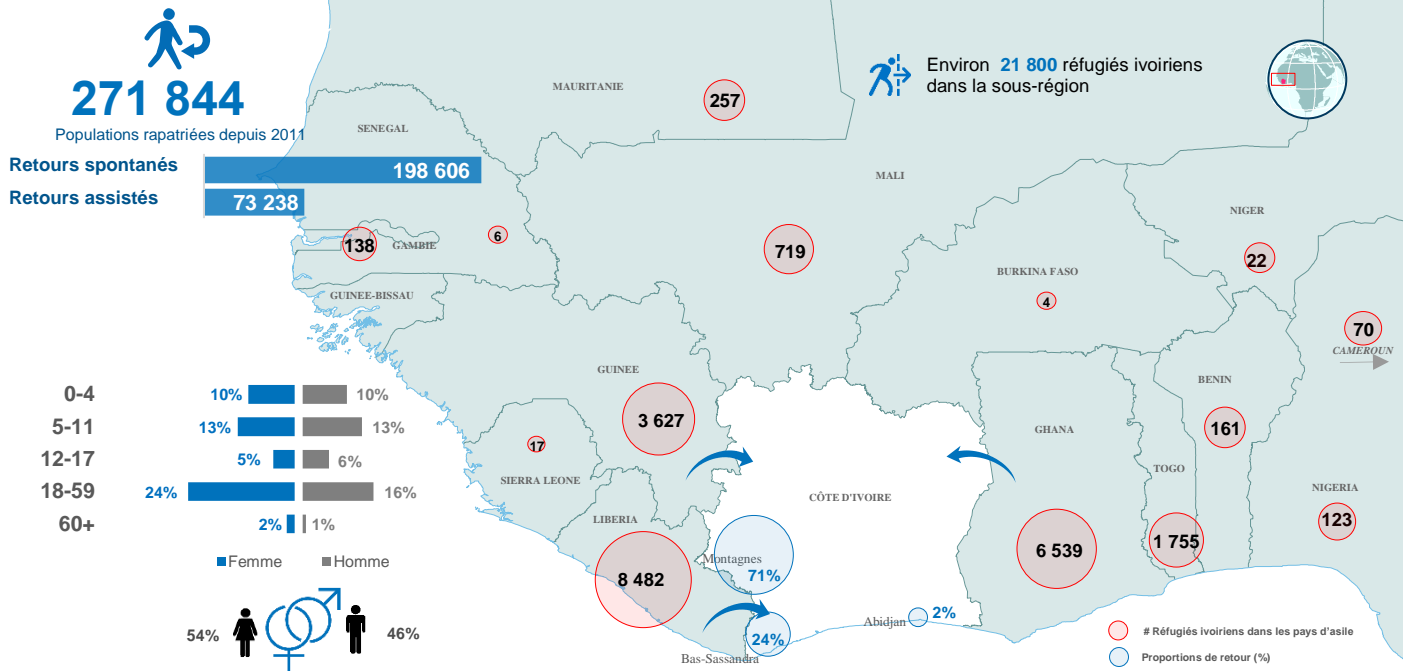 271 844
Populations rapatriées depuis 2011
Retours spontanés 198 606
Retours assistés 73 238
Environ 21 800 réfugiés ivoiriens
dans la sous-région
MAURITANIE
257
SENEGAL
MALI
NIGER
6
138
GAMBIE
719
22
BURKINA FASO
4
GUINEE-BISSAU
70
CAMEROUN
GUINEE
3 627
BENIN
161
GHANA
17
SIERRA LEONE
TOGO
CÔTE D'IVOIRE
NIGERIA
LIBERIA
123
8 482
6 539
1 755
Montagnes
71%
Abidjan
2%
24%
Bas-Sassandra
0-4 10% 10%
5-11 13% 13%
12-17 5% 6%
18-59 24% 16%
60+ 2% 1%
Femme Homme
54% 46%
# Réfugiés ivoiriens dans les pays d'asile
Proportions de retour (%)